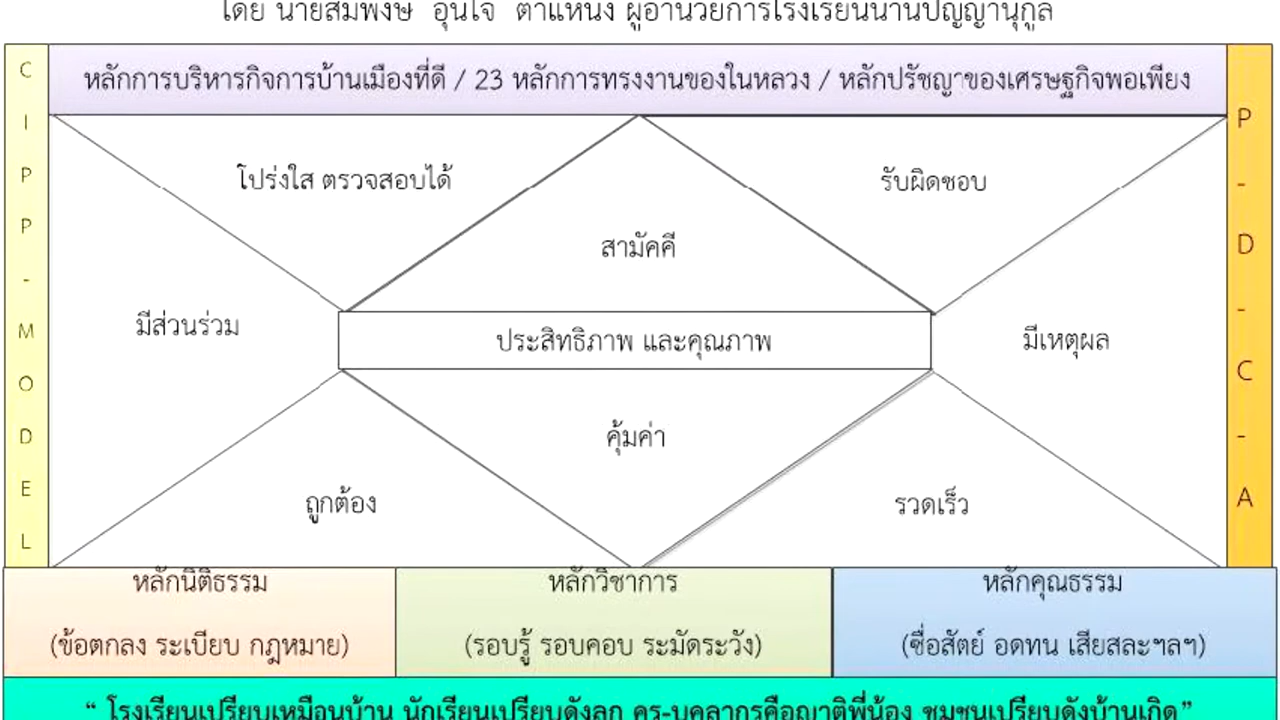 โดย นายสมพงษ์ อุ่นใจ ตำแหน่ง ผู้อำนวยการโรงเรียนน่านปัญญานุกูล
หลักการบริหารกิจการบ้านเมืองที่ดี / 23 หลักการทรงงานของในหลวง / หลักปรัชญาของเศรษฐกิจพอเพียง
CIPP-MODEL
P-D-C-A
โปร่งใส ตรวจสอบได้
รับผิดชอบ
สามัคคี
มีส่วนร่วม
ประสิทธิภาพ และคุณภาพ
มีเหตุผล
คุ้มค่า
ถูกต้อง
รวดเร็ว
หลักนิติธรรม
(ข้อตกลง ระเบียบ กฎหมาย)
หลักวิชาการ
(รอบรู้ รอบคอบ ระมัดระวัง)
หลักคุณธรรม
(ซื่อสัตย์ อดทน เสียสละฯลฯ)
“ โรงเรียนเปรียบเหมือนบ้าน นักเรียนเปรียบดังลูก ครู-บุคลากรคือญาติพี่น้อง ชุมชนเปรียบดังบ้านเกิด”